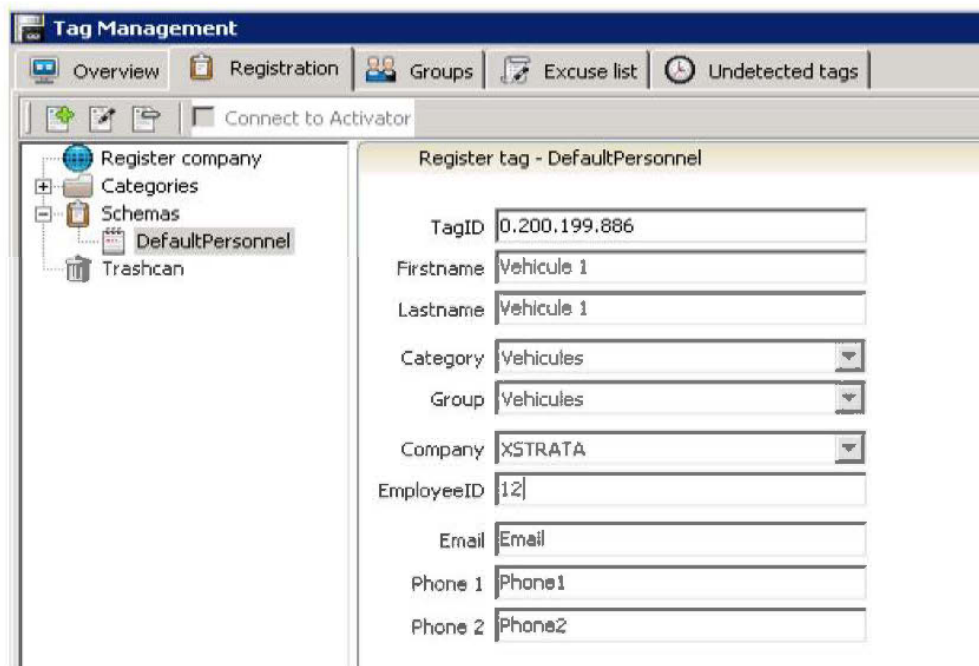 Tag Management
Overview Registration Groups Excuse list Undetected tags
Connect to Activator
Register company
Categories
Schemas
DefaultPersonnel
Trashcan
Register tag - DefaultPersonnel
TagID 0.200.199.886
Firstname Vehicule 1
Lastname Vehicule 1
Category Vehicules
Group Vehicules
Company XSTRATA
EmployeeID 12
Email Email
Phone 1 Phone1
Phone 2 Phone2